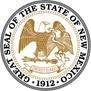 GREAT SEAL OF THE STATE OF NEW MEXICO
• 1912 •